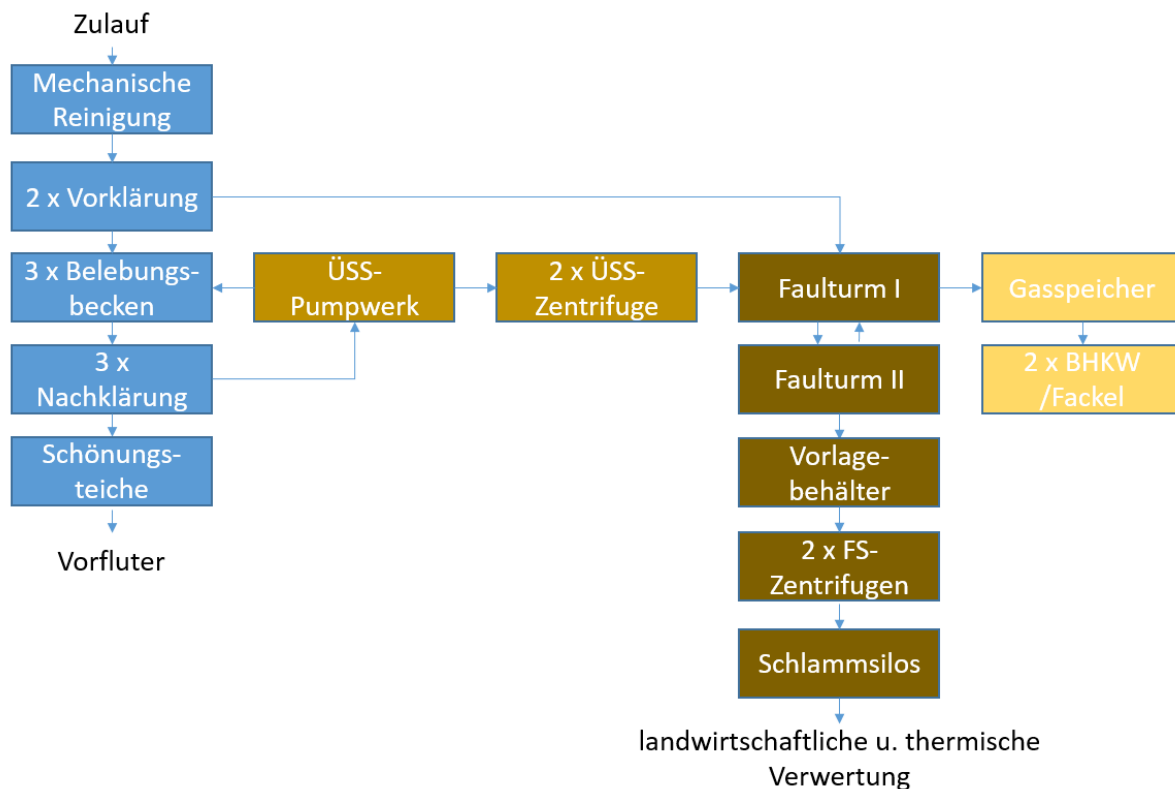 Zulauf
Mechanische
Reinigung
2 x Vorklärung
3 x Belebungs-
becken
ÜSS-
Pumpwerk
2 x ÜSS-
Zentrifuge
Faulturm I
Gasspeicher
3 x
Nachklärung
Faulturm II
2 x BHKW
/Fackel
Schönungs-
teiche
Vorlage-
behälter
Vorfluter
2 x FS-
Zentrifugen
Schlammsilos
landwirtschaftliche u. thermische
Verwertung